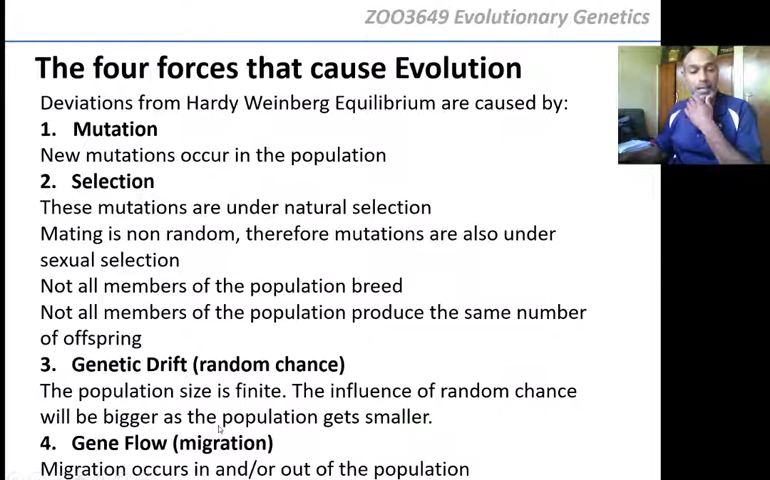 ZOO3649 Evolutionary Genetics
The four forces that cause Evolution
Deviations from Hardy Weinberg Equilibrium are caused by:
1. Mutation
New mutations occur in the population
2. Selection
These mutations are under natural selection
Mating is non random, therefore mutations are also under
sexual selection
Not all members of the population breed
Not all members of the population produce the same number
of offspring
3. Genetic Drift (random chance)
The population size is finite. The influence of random chance
will be bigger as the population gets smaller.
4. Gene Flow (migration)
Migration occurs in and/or out of the population